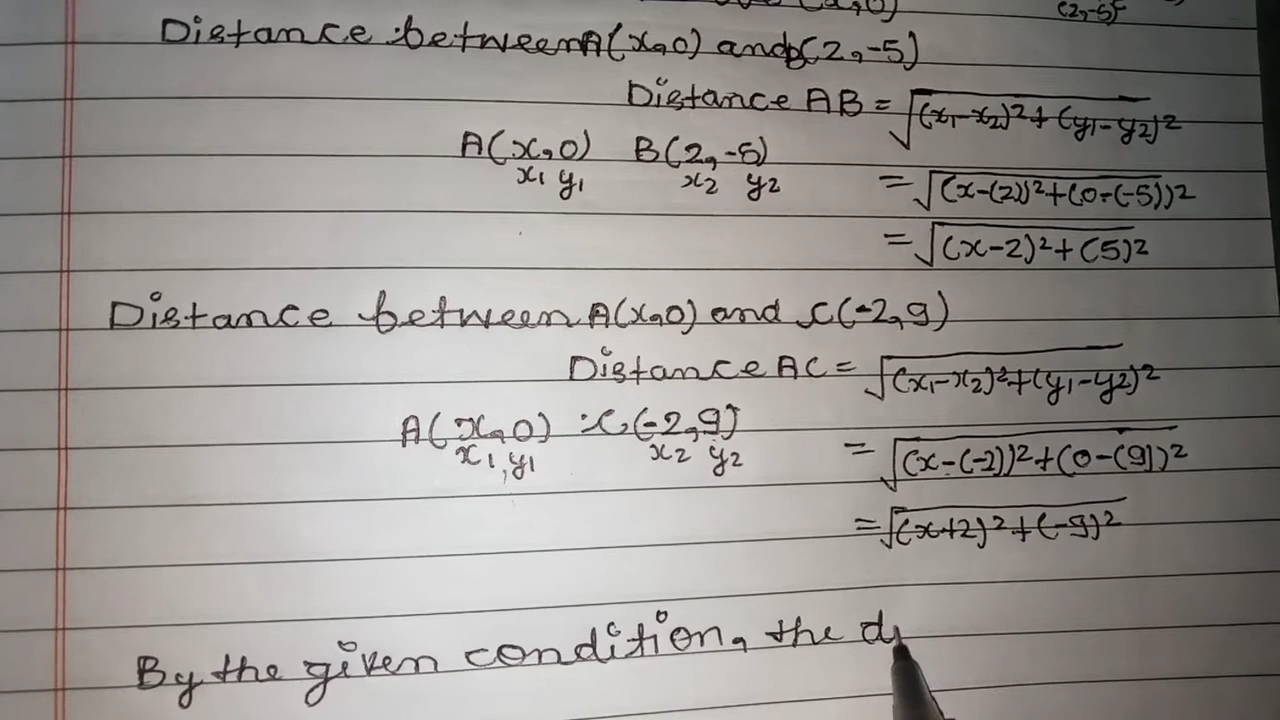 (2,-5)
Distance between A(x,0) and B(2,-5)
Distance AB = √(x₁-x₂)²+(y₁-y₂)²
A(x,0) B(2,-5)
x₁ y₁ x₂ y₂
= √(x-(2))²+(0-(-5))²
= √(x-2)²+(5)²
Distance between A(x,0) and C(-2,9)
Distance AC = √(x₁-x₂)²+(y₁-y₂)²
A(x,0) C(-2,9)
x₁,y₁ x₂ y₂
= √(x-(-2))²+(0-(9))²
= √(x+2)²+(-9)²
By the given condition, the di